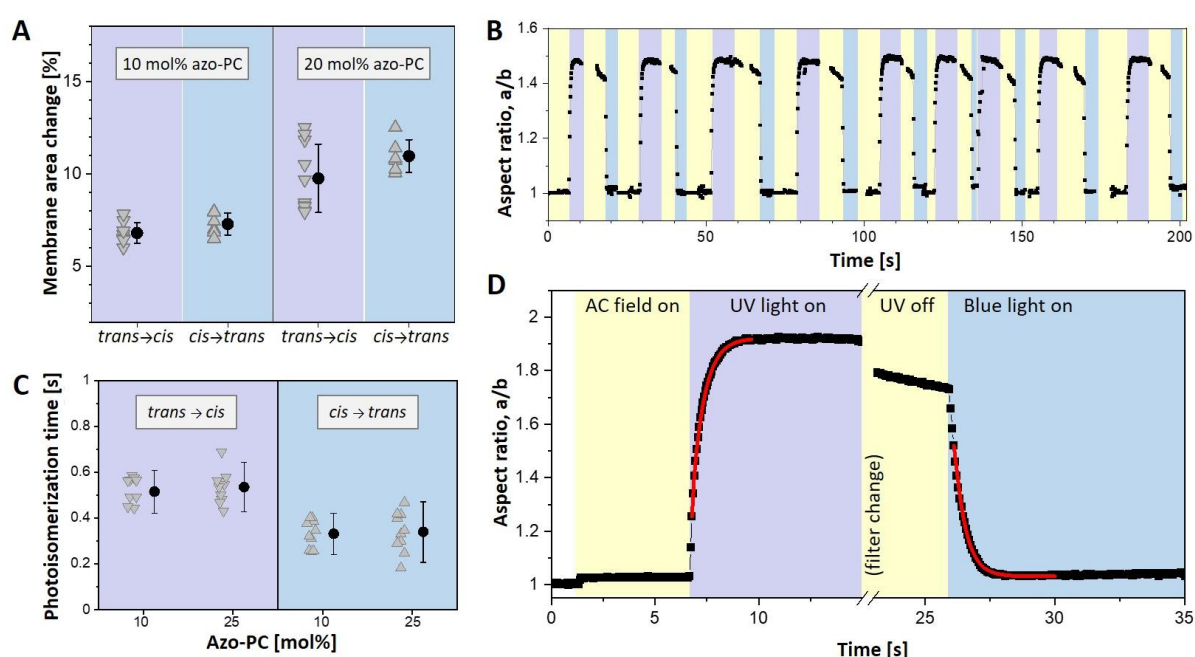 A
Membrane area change [%]
18
14
10
6
10 mol% azo-PC
20 mol% azo-PC
trans→cis
cis→trans
trans→cis
cis→trans
B
Aspect ratio, a/b
1.6
1.4
1.2
1
0
50
100
150
200
Time [s]
C
Photoisomerization time [s]
1
0.8
0.6
0.4
0.2
0
trans → cis
cis → trans
10
25
10
25
Azo-PC [mol%]
D
Aspect ratio, a/b
2
1.8
1.6
1.4
1.2
1
AC field on
UV light on
UV off
Blue light on
(filter change)
0
5
10
25
30
35
Time [s]